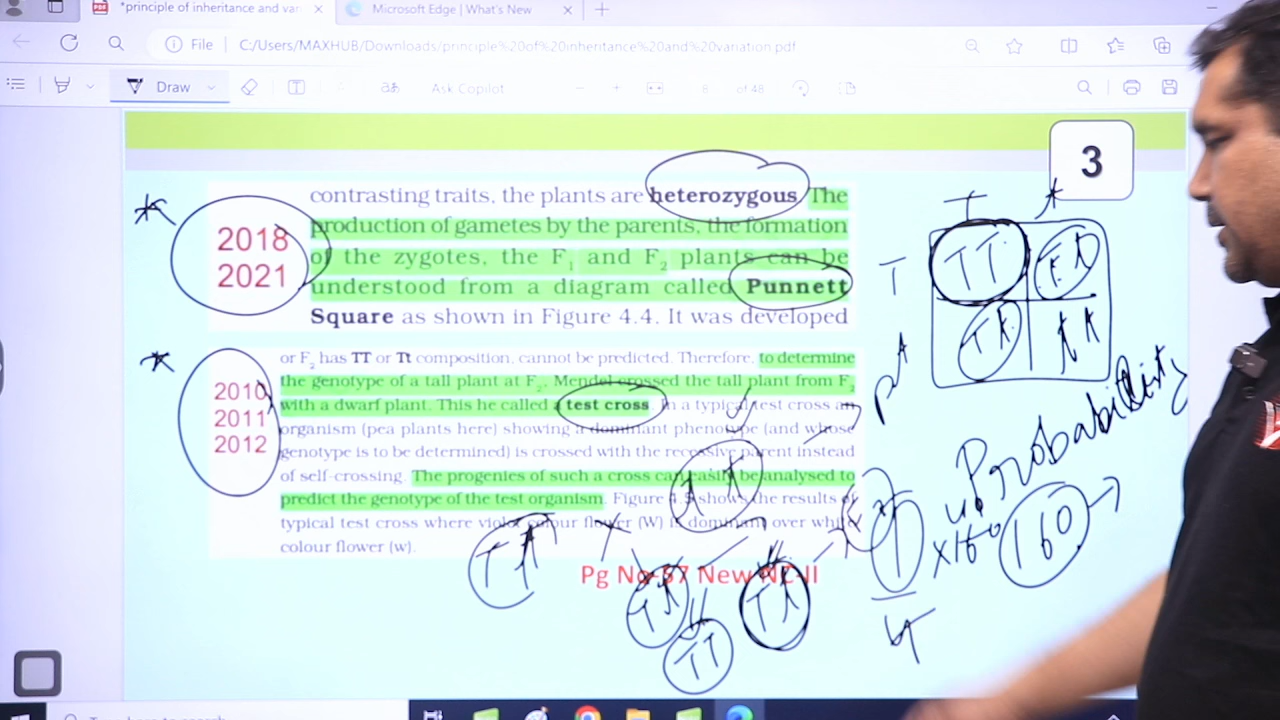 *principle of inheritance and var
Microsoft Edge | What's New
File
C:/Users/MAXHUB/Downloads/principle%20of%20inheritance%20and%20variation.pdf
Draw
Ask Copilot
8 of 48
3
contrasting traits, the plants are heterozygous. The
production of gametes by the parents, the formation
of the zygotes, the F1 and F2 plants can be
understood from a diagram called Punnett
Square as shown in Figure 4.4. It was developed
2018
2021
or F2 has TT or Tt composition, cannot be predicted. Therefore, to determine
the genotype of a tall plant at F2, Mendel crossed the tall plant from F2
with a dwarf plant. This he called a test cross. In a typical test cross an
organism (pea plants here) showing a dominant phenotype (and whose
genotype is to be determined) is crossed with the recessive parent instead
of self-crossing. The progenies of such a cross can easily be analysed to
predict the genotype of the test organism. Figure 4.5 shows the results of
typical test cross where violet colour flower (W) is dominant over white
colour flower (w).
2010
2011
2012
T
T
TT
Probability
160
4
TT